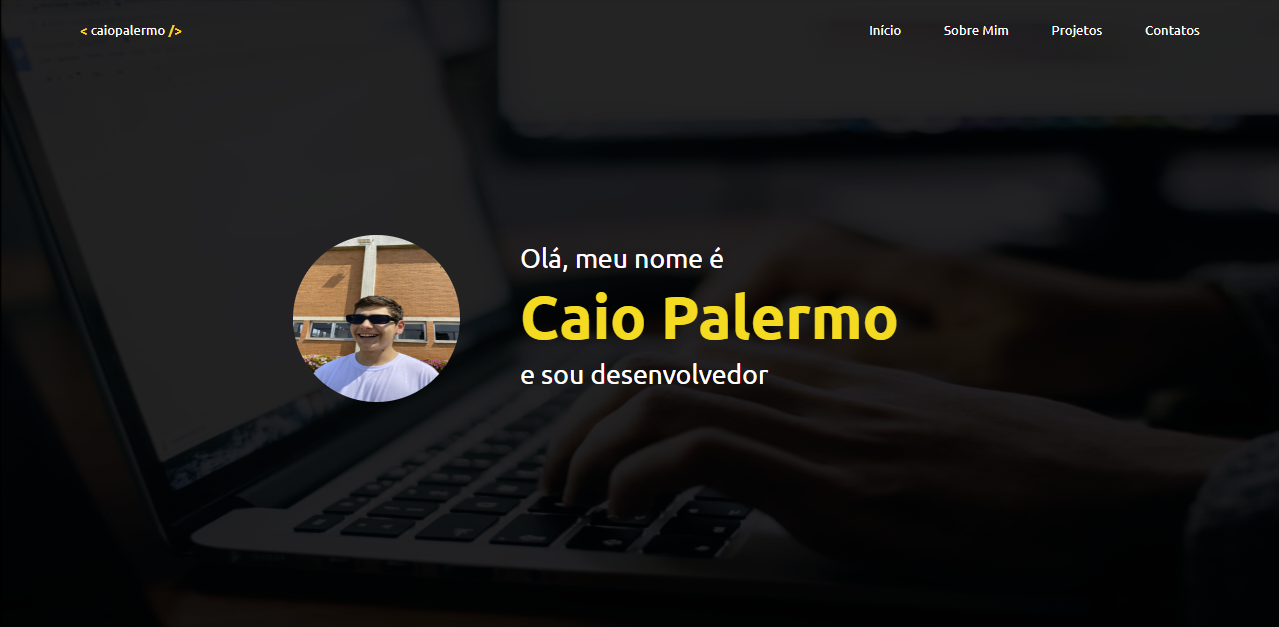 < caiopalermo />
Início Sobre Mim Projetos Contatos
Olá, meu nome é
Caio Palermo
e sou desenvolvedor